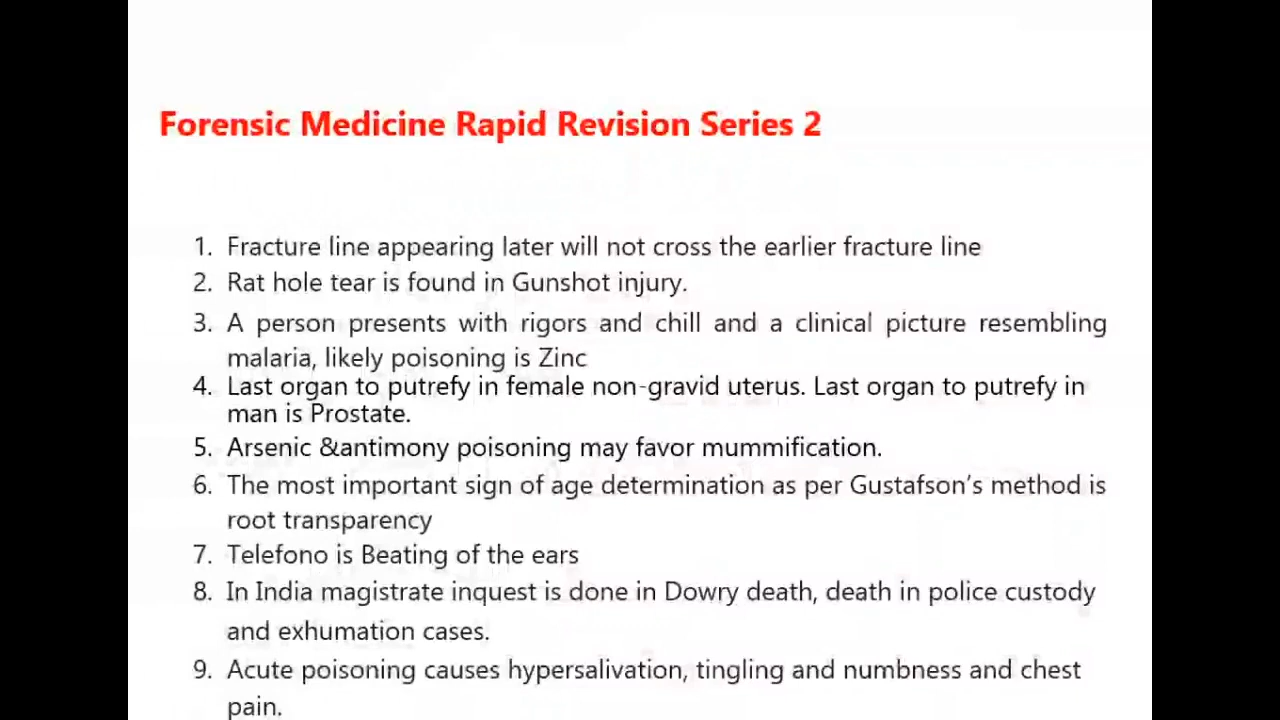 Forensic Medicine Rapid Revision Series 2
1. Fracture line appearing later will not cross the earlier fracture line
2. Rat hole tear is found in Gunshot injury.
3. A person presents with rigors and chill and a clinical picture resembling
malaria, likely poisoning is Zinc
4. Last organ to putrefy in female non-gravid uterus. Last organ to putrefy in
man is Prostate.
5. Arsenic &antimony poisoning may favor mummification.
6. The most important sign of age determination as per Gustafson's method is
root transparency
7. Telefono is Beating of the ears
8. In India magistrate inquest is done in Dowry death, death in police custody
and exhumation cases.
9. Acute poisoning causes hypersalivation, tingling and numbness and chest
pain.